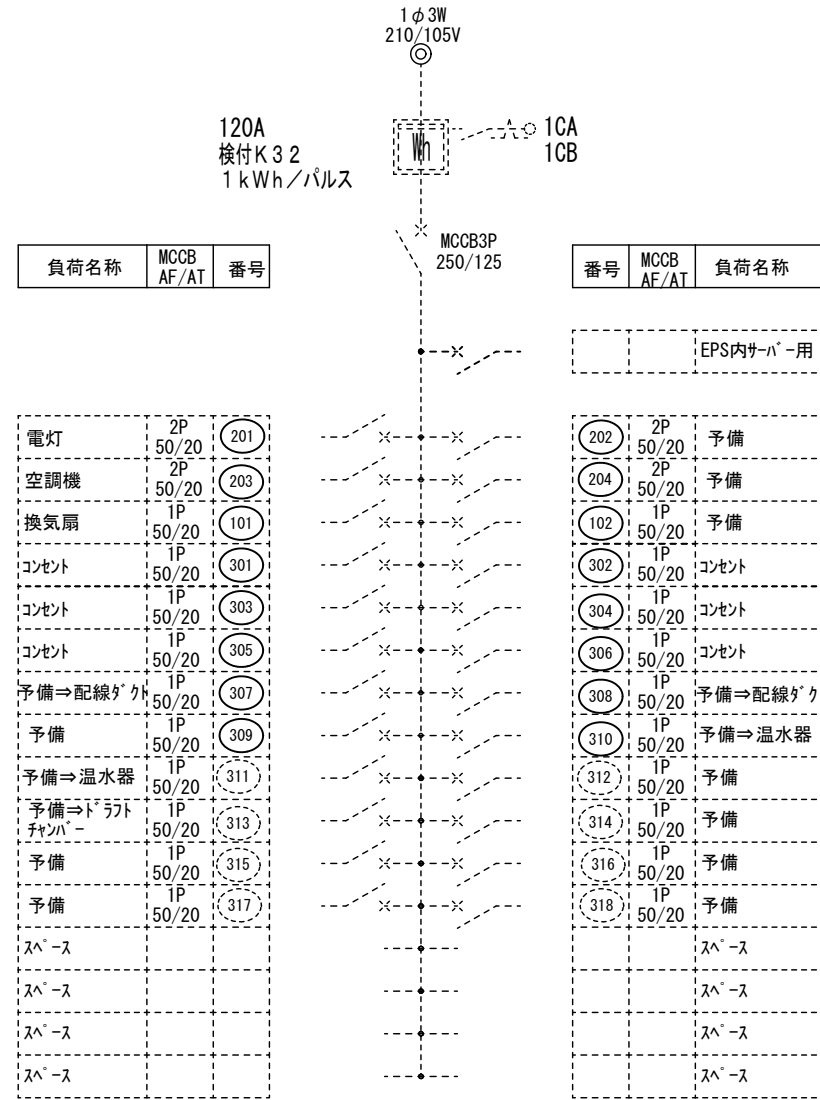 1φ3W
210/105V
120A
検付K32
1kWh/パルス
Wh
1CA
1CB
MCCB3P
250/125
負荷名称 MCCB AF/AT 番号
番号 MCCB AF/AT 負荷名称
EPS内サーバー用
電灯 2P 50/20 201
202 2P 50/20 予備
空調機 2P 50/20 203
204 2P 50/20 予備
換気扇 1P 50/20 101
102 1P 50/20 予備
コンセント 1P 50/20 301
302 1P 50/20 コンセント
コンセント 1P 50/20 303
304 1P 50/20 コンセント
コンセント 1P 50/20 305
306 1P 50/20 コンセント
予備⇒配線ダクト 1P 50/20 307
308 1P 50/20 予備⇒配線ダク
予備 1P 50/20 309
310 1P 50/20 予備⇒温水器
予備⇒温水器 1P 50/20 311
312 1P 50/20 予備
予備⇒ドラフト
チャンバー 1P 50/20 313
314 1P 50/20 予備
予備 1P 50/20 315
316 1P 50/20 予備
予備 1P 50/20 317
318 1P 50/20 予備
スペース
スペース
スペース
スペース
スペース
スペース
スペース
スペース